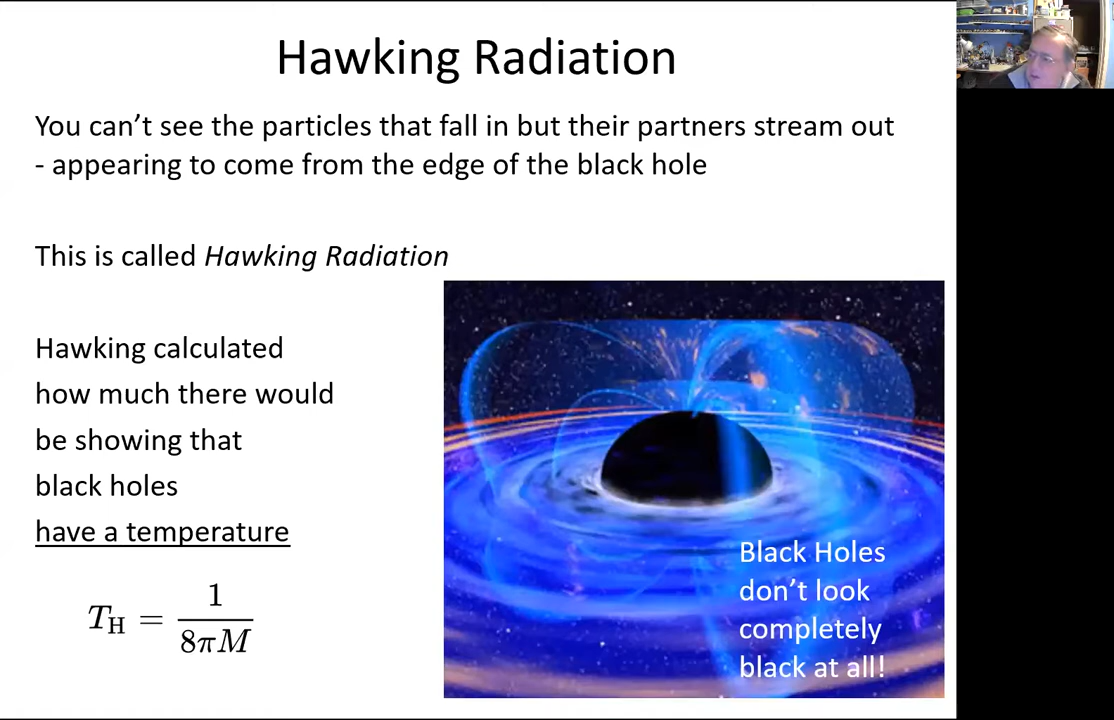 Hawking Radiation
You can’t see the particles that fall in but their partners stream out
- appearing to come from the edge of the black hole
This is called Hawking Radiation
Hawking calculated
how much there would
be showing that
black holes
have a temperature
T_H = 1 / 8πM
Black Holes
don’t look
completely
black at all!